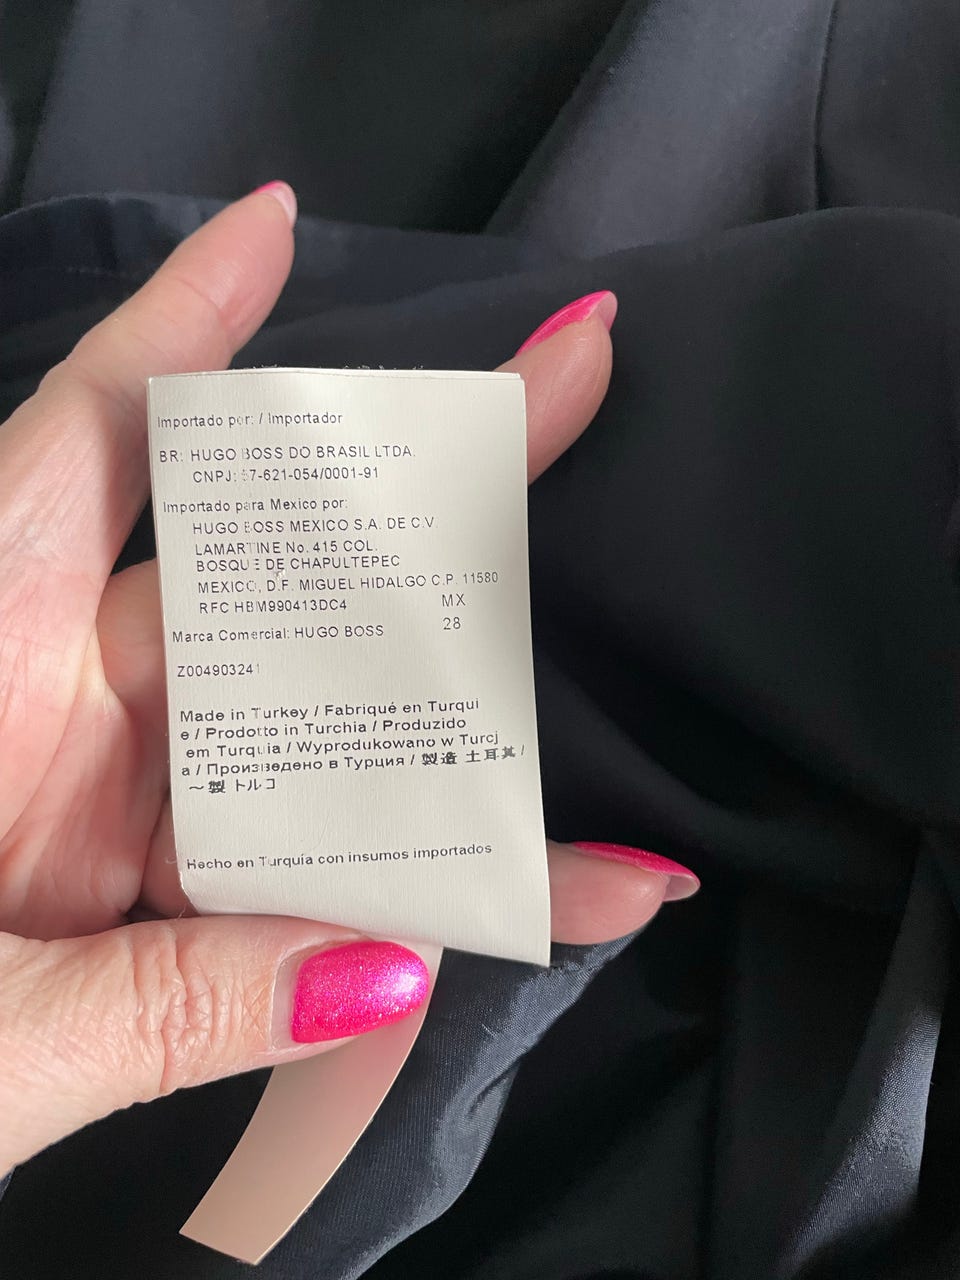 Importado por: / Importador
BR: HUGO BOSS DO BRASIL LTDA.
CNPJ: 57-621-054/0001-91
Importado para Mexico por:
HUGO BOSS MEXICO S.A. DE C.V.
LAMARTINE No. 415 COL.
BOSQUE DE CHAPULTEPEC
MEXICO, D.F. MIGUEL HIDALGO C.P. 11580
RFC HBM990413DC4 MX
Marca Comercial: HUGO BOSS 28
Z004903241
Made in Turkey / Fabriqué en Turqui
e / Prodotto in Turchia / Produzido
em Turquia / Wyprodukowano w Turcj
a / Произведено в Турция / 製造 土耳其 /
〜製 トルコ
Hecho en Turquía con insumos importados